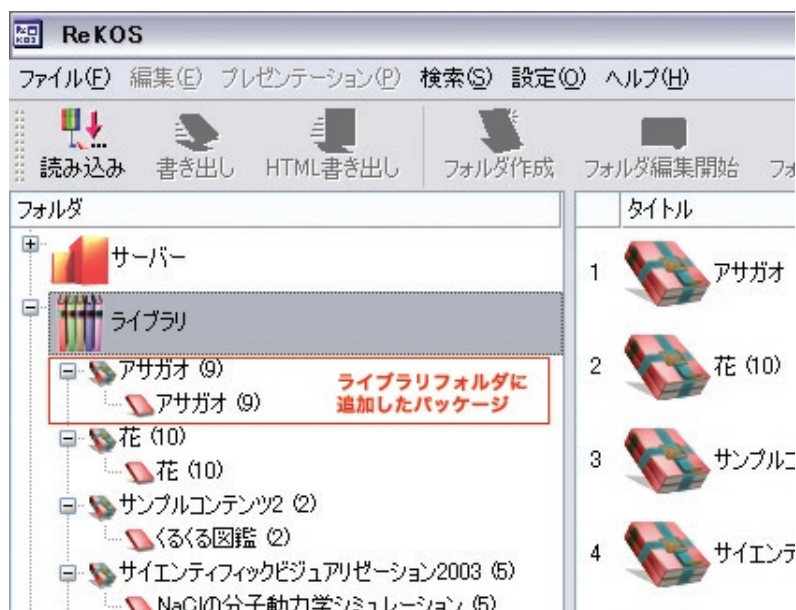 ReKOS
ファイル(F) 編集(E) プレゼンテーション(P) 検索(S) 設定(O) ヘルプ(H)
読み込み 書き出し HTML書き出し フォルダ作成 フォルダ編集開始 フォ
フォルダ タイトル
サーバー
ライブラリ
アサガオ (9)
アサガオ (9)
ライブラリフォルダに
追加したパッケージ
花 (10)
花 (10)
サンプルコンテンツ2 (2)
くるくる図鑑 (2)
サイエンティフィックビジュアリゼーション2003 (5)
NaClの分子動力学シミュレーション (5)
1 アサガオ
2 花 (10)
3 サンプルコ
4 サイエンテ